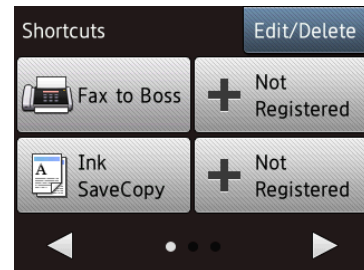 Shortcuts
Edit/Delete
Fax to Boss
Not
Registered
A
Ink
SaveCopy
Not
Registered